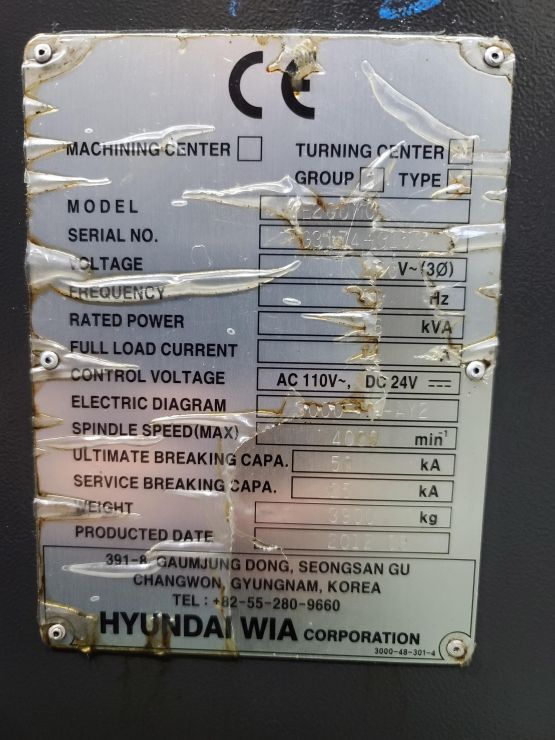 CE
MACHINING CENTER TURNING CENTER
GROUP TYPE
MODEL
SERIAL NO.
VOLTAGE V~(3Ø)
FREQUENCY Hz
RATED POWER kVA
FULL LOAD CURRENT A
CONTROL VOLTAGE AC 110V~, DC 24V
ELECTRIC DIAGRAM
SPINDLE SPEED(MAX) 4000 min⁻¹
ULTIMATE BREAKING CAPA. kA
SERVICE BREAKING CAPA. 25 kA
WEIGHT 3900 kg
PRODUCTED DATE 2012
391-8, GAUMJUNG DONG, SEONGSAN GU
CHANGWON, GYUNGNAM, KOREA
TEL : +82-55-280-9660
HYUNDAI WIA CORPORATION
3000-48-301-4